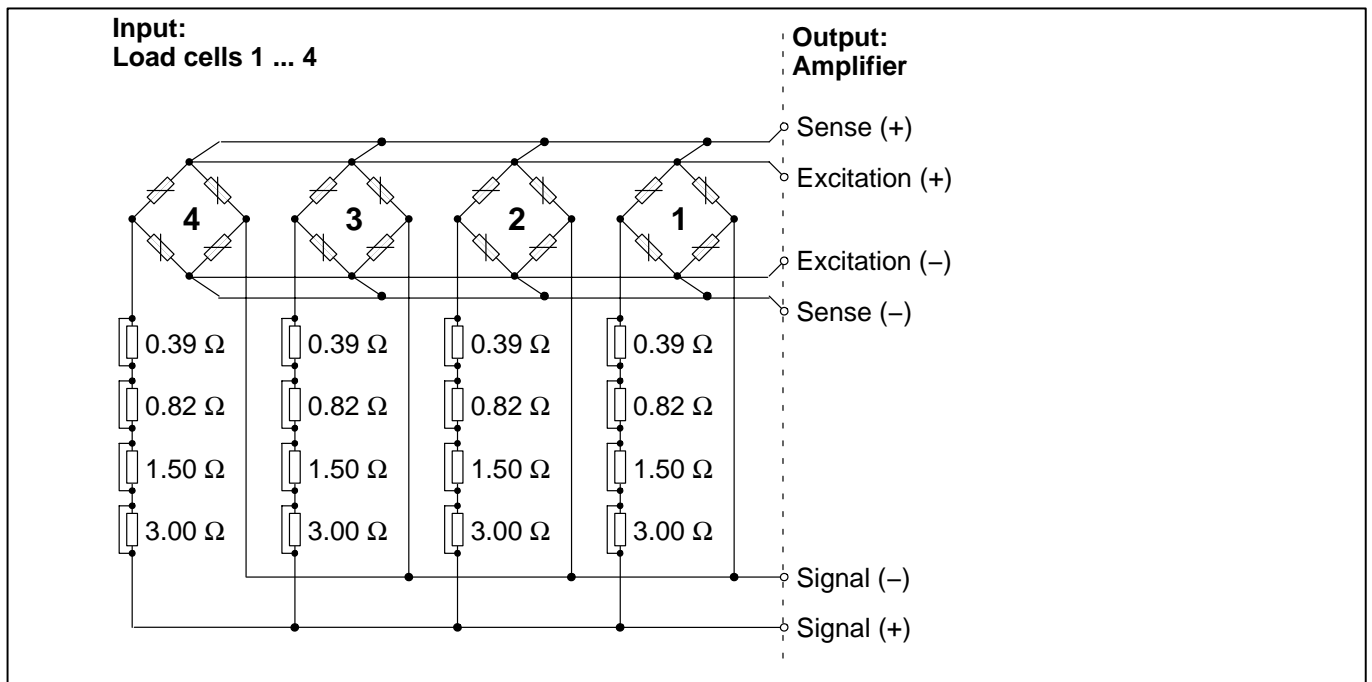 Input:
Load cells 1 ... 4
Output:
Amplifier
Sense (+)
Excitation (+)
4 3 2 1
Excitation (–)
Sense (–)
0.39 Ω 0.39 Ω 0.39 Ω 0.39 Ω
0.82 Ω 0.82 Ω 0.82 Ω 0.82 Ω
1.50 Ω 1.50 Ω 1.50 Ω 1.50 Ω
3.00 Ω 3.00 Ω 3.00 Ω 3.00 Ω
Signal (–)
Signal (+)